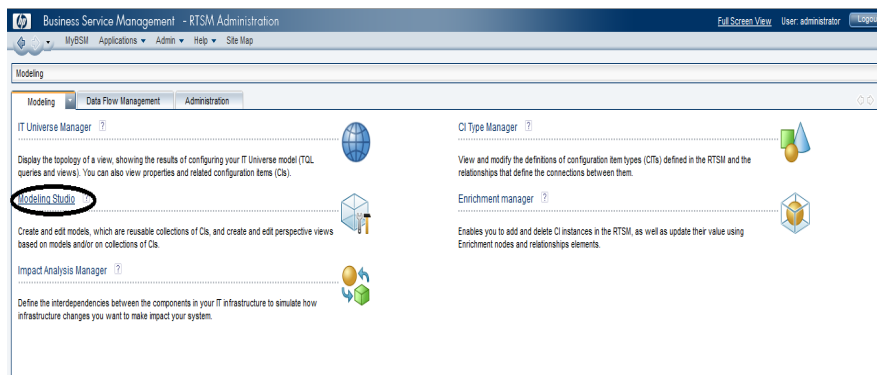 hp Business Service Management - RTSM Administration Full Screen View User: administrator Logou
MyBSM Applications Admin Help Site Map
Modeling
Modeling Data Flow Management Administration
IT Universe Manager ?
Display the topology of a view, showing the results of configuring your IT Universe model (TQL
queries and views). You can also view properties and related configuration items (CIs).
Modeling Studio ?
Create and edit models, which are reusable collections of CIs, and create and edit perspective views
based on models and/or on collections of CIs.
Impact Analysis Manager ?
Define the interdependencies between the components in your IT infrastructure to simulate how
infrastructure changes you want to make impact your system.
CI Type Manager ?
View and modify the definitions of configuration item types (CITs) defined in the RTSM and the
relationships that define the connections between them.
Enrichment manager ?
Enables you to add and delete CI instances in the RTSM, as well as update their value using
Enrichment nodes and relationships elements.